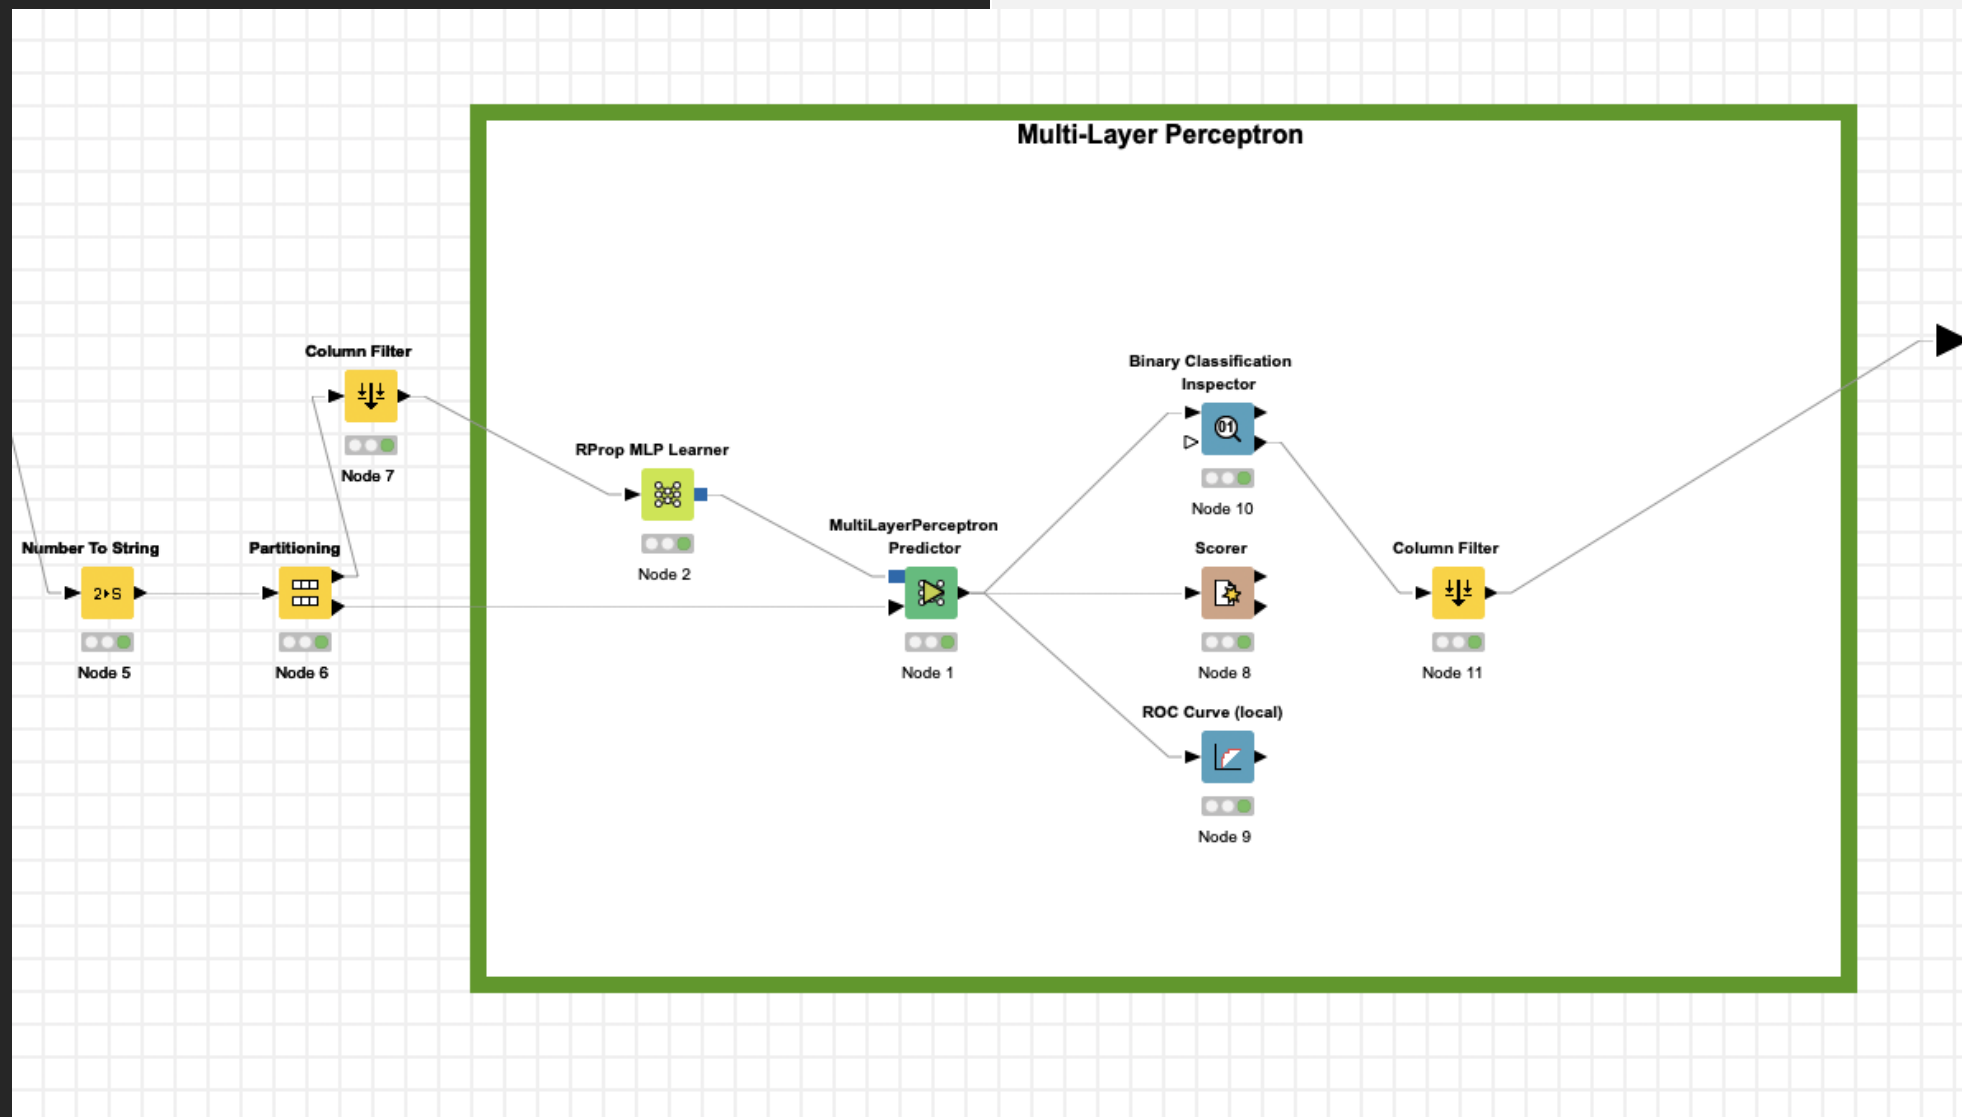 Multi-Layer Perceptron
Column Filter
Node 7
Number To String
2▸S
Node 5
Partitioning
Node 6
RProp MLP Learner
Node 2
MultiLayerPerceptron
Predictor
Node 1
Binary Classification
Inspector
01
Node 10
Scorer
Node 8
ROC Curve (local)
Node 9
Column Filter
Node 11